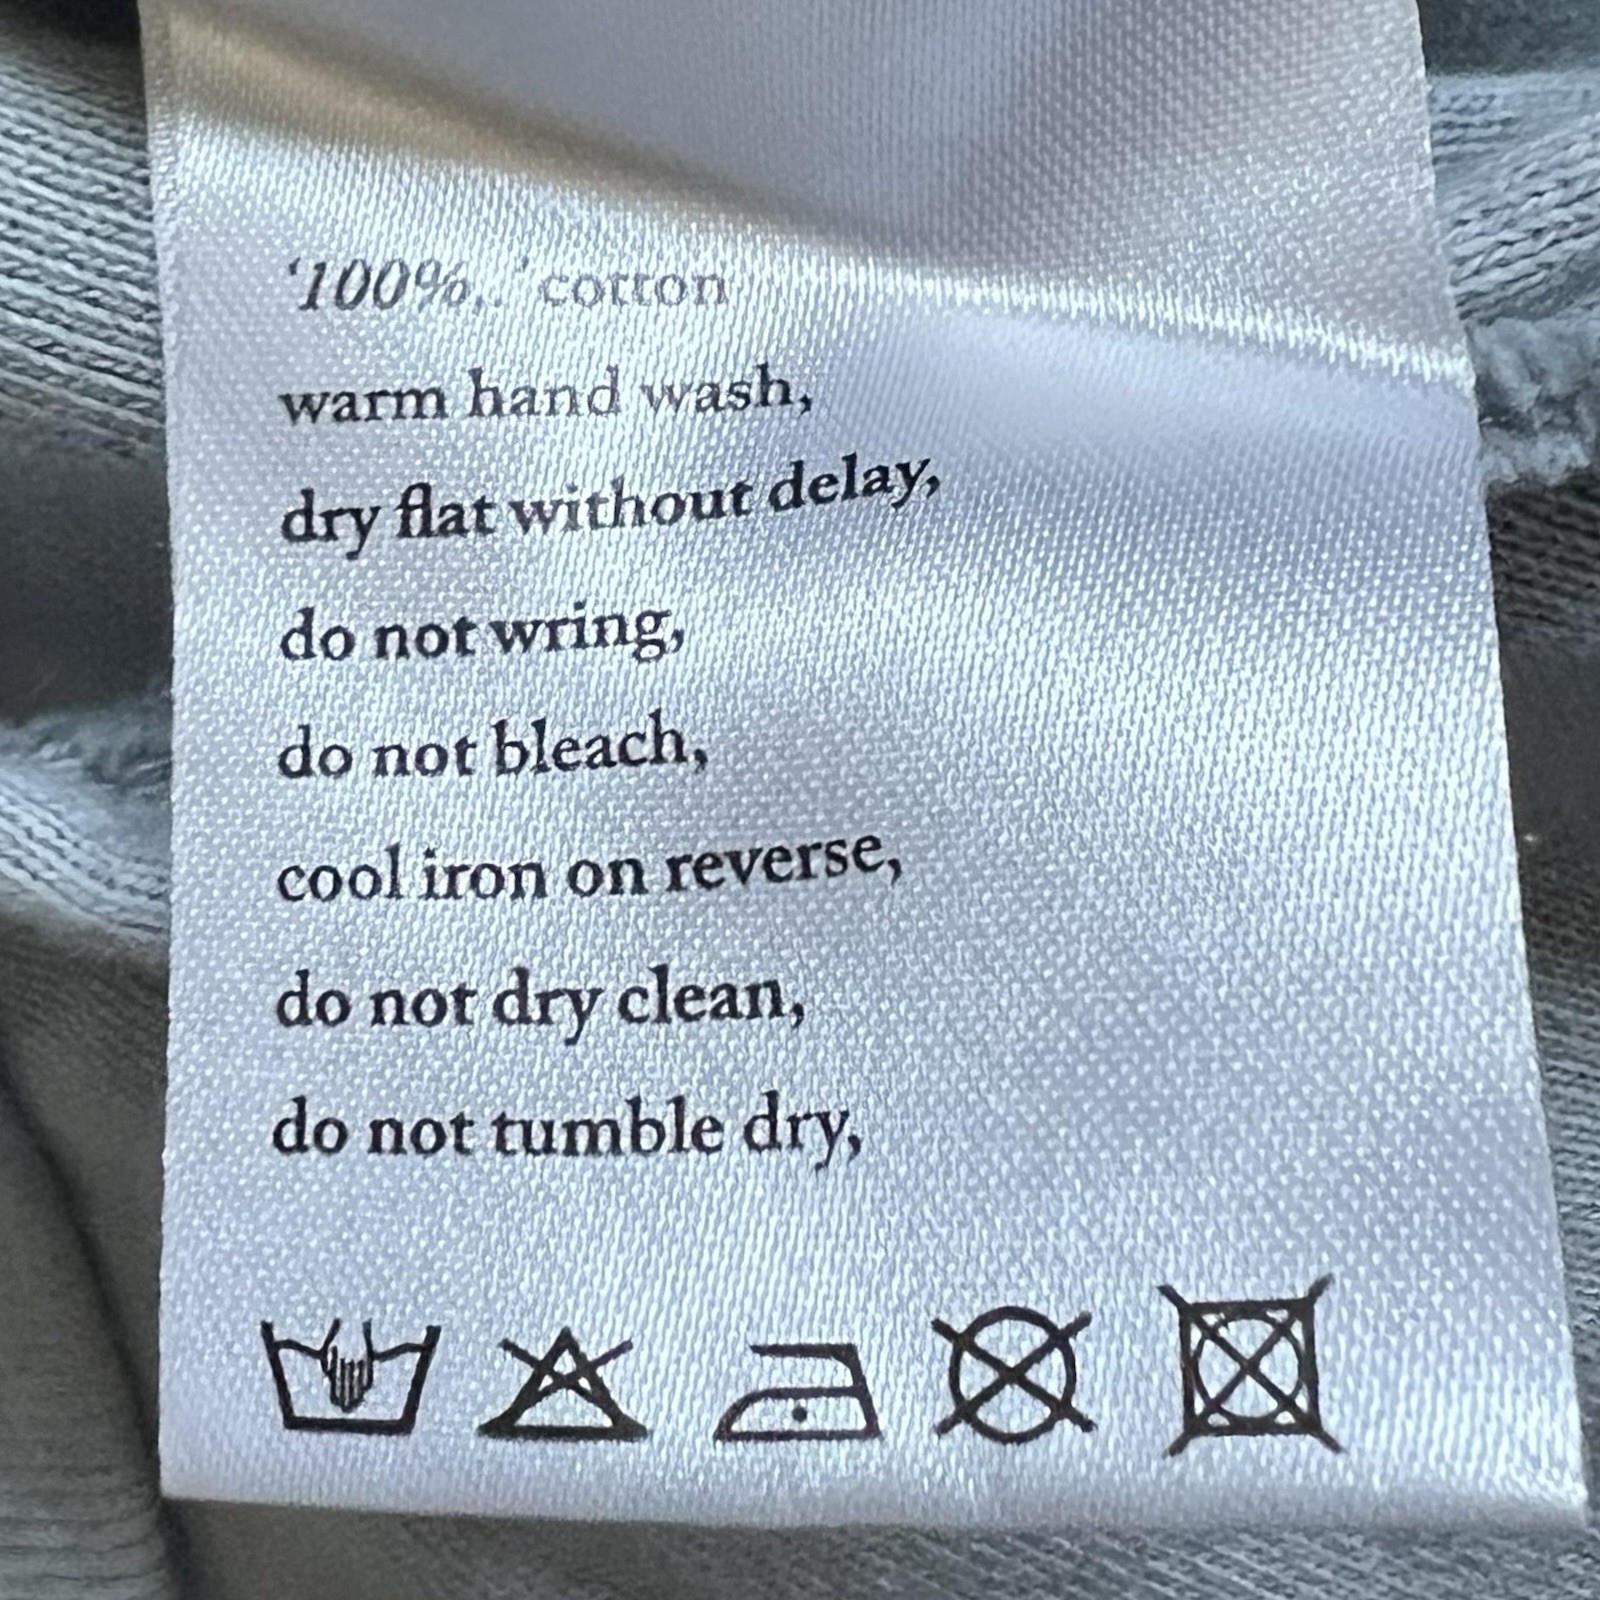 ‘100%..’ cotton
warm hand wash,
dry flat without delay,
do not wring,
do not bleach,
cool iron on reverse,
do not dry clean,
do not tumble dry,